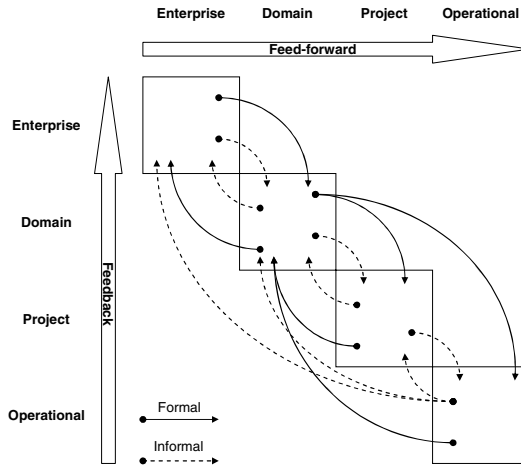 Enterprise Domain Project Operational
Feed-forward
Enterprise
Domain
Feedback
Project
Operational
Formal
Informal